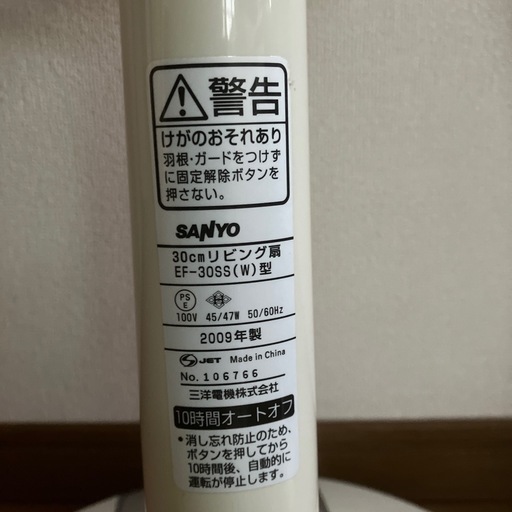 警告
けがのおそれあり
羽根・ガードをつけず
に固定解除ボタンを
押さない。
SANYO
30cmリビング扇
EF-30SS(W)型
PS
E
100V 45/47W 50/60Hz
2009年製
S JET Made in China
No. 106766
三洋電機株式会社
10時間オートオフ
●消し忘れ防止のため、
ボタンを押してから
10時間後、自動的に
運転が停止します。